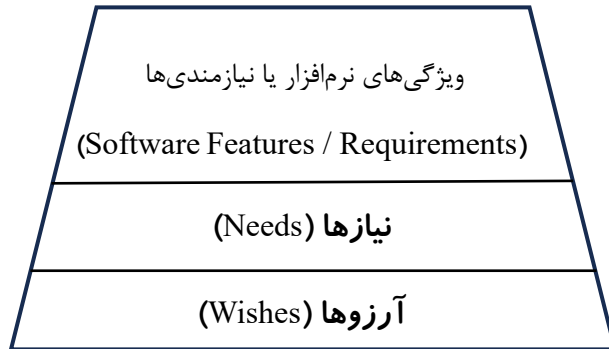 ویژگی‌های نرم‌افزار یا نیازمندی‌ها
(Software Features / Requirements)
نیازها (Needs)
آرزوها (Wishes)